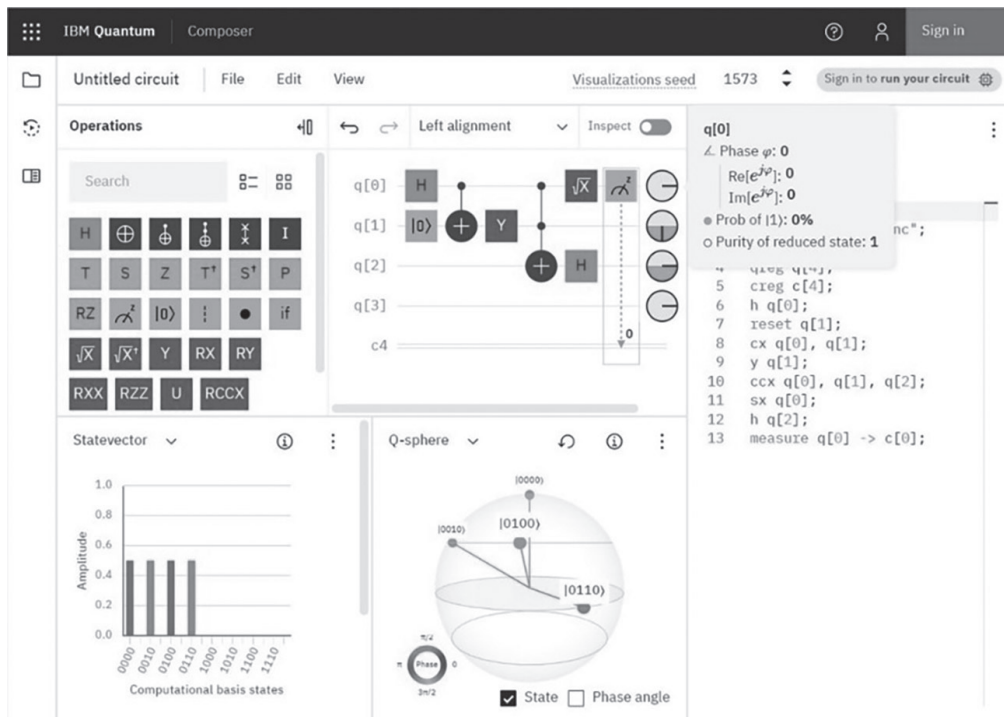 IBM Quantum Composer Sign in
Untitled circuit File Edit View Visualizations seed 1573 Sign in to run your circuit
Operations
Search
H I
T S Z T† S† P
RZ z |0⟩ if
√X √X† Y RX RY
RXX RZZ U RCCX
Left alignment Inspect
q[0] H √X z
q[1] |0⟩ Y
q[2] H
q[3]
c4 0
q[0]
Phase φ: 0
Re[e^jφ]: 0
Im[e^jφ]: 0
Prob of |1⟩: 0%
Purity of reduced state: 1
nc";
4 qreg q[4];
5 creg c[4];
6 h q[0];
7 reset q[1];
8 cx q[0], q[1];
9 y q[1];
10 ccx q[0], q[1], q[2];
11 sx q[0];
12 h q[2];
13 measure q[0] -> c[0];
Statevector
1.0
0.8
0.6
0.4
0.2
0.0
Amplitude
0000 0010 0100 0110 1000 1010 1100 1110
Computational basis states
Q-sphere
|0000⟩
|0010⟩
|0100⟩
|0110⟩
π/2
π Phase 0
3π/2
State Phase angle